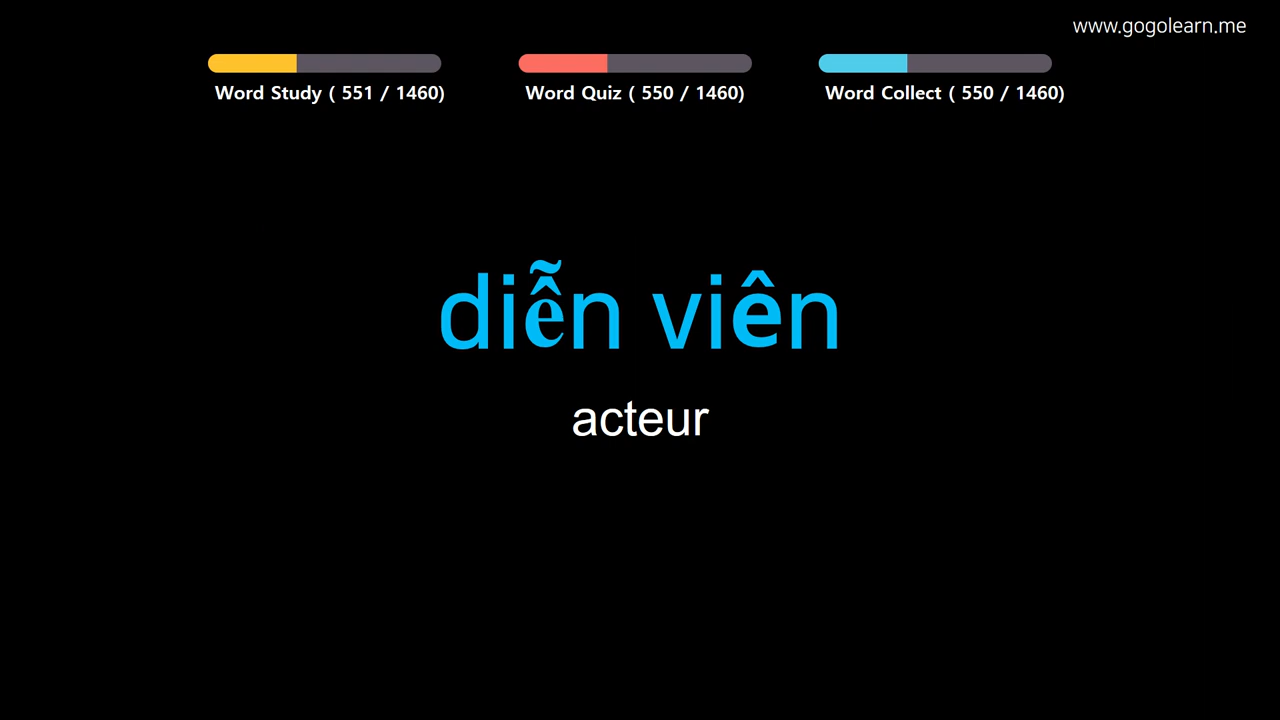 www.gogolearn.me
Word Study ( 551 / 1460)
Word Quiz ( 550 / 1460)
Word Collect ( 550 / 1460)
diễn viên
acteur